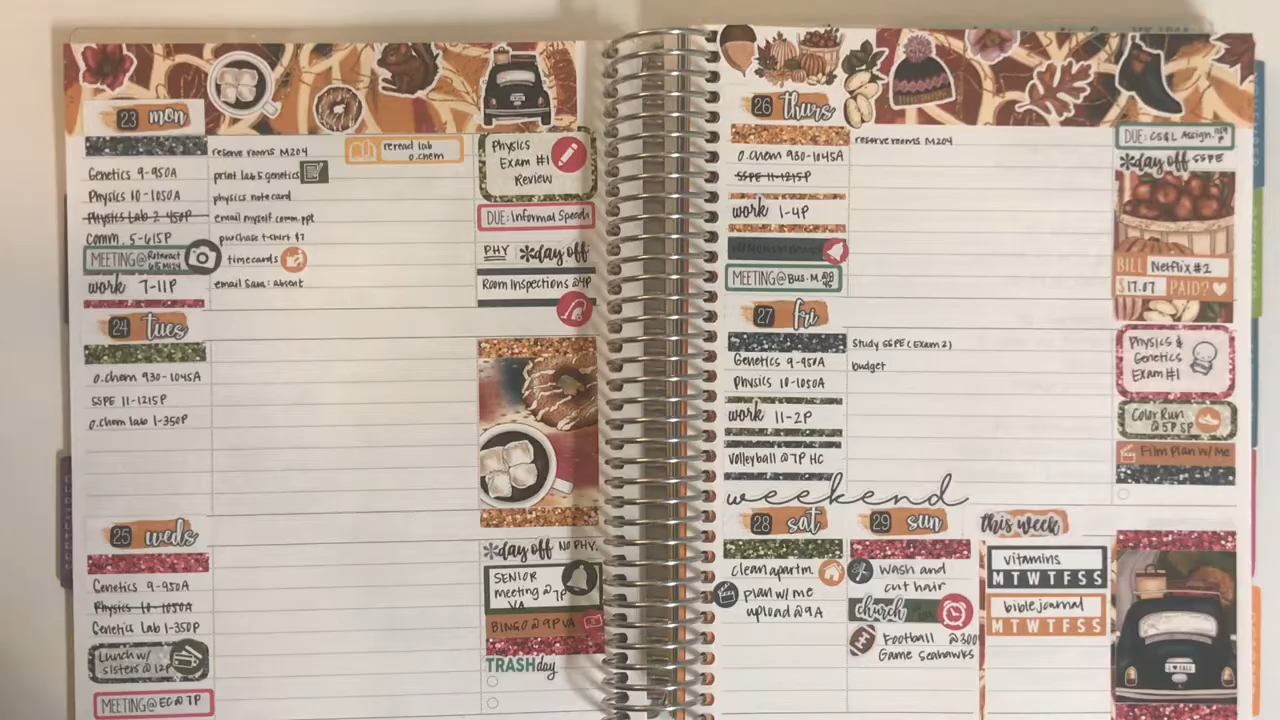 23 mon
Genetics 9-950A
Physics 10-1050A
Physics Lab 2-450P
Comm. 5-615P
MEETING@
work 7-11P
reserve rooms M204
print lab 5 genetics
physics notecard
email myself comm. ppt
purchase t-shirt $7
timecards
email Sara: absent
reread lab
o.chem
Physics
Exam #1
Review
DUE: Informal Speech
PHY *day off
Room Inspections @4P
24 tues
o.chem 930-1045A
SSPE 11-1215P
o.chem lab 1-350P
25 weds
Genetics 9-950A
Physics 10-1050A
Genetics Lab 1-350P
Lunch w/
sisters @12P
MEETING@EC@7P
*day off NO PHY.
SENIOR
meeting @7P
VA
BINGO@9P VA
TRASH day
26 thurs
o.chem 930-1045A
SSPE 11-1215P
work 1-4P
MEETING@Bus. M.
reserve rooms M204
DUE: CS&L Assign.
*day off SSPE
BILL Netflix #2
$17.07 PAID?
27 fri
Genetics 9-950A
Physics 10-1050A
work 11-2P
Volleyball @7P HC
Study SSPE (Exam 2)
budget
Physics &
Genetics
Exam #1
Color Run
@5P SP
Film Plan w/ Me
weekend
28 sat
clean apartm
plan w/ me
upload @9A
29 sun
Wash and
cut hair
church
Football @300
Game Seahawks
this week
vitamins
M T W T F S S
bible journal
M T W T F S S
I ♥ FALL